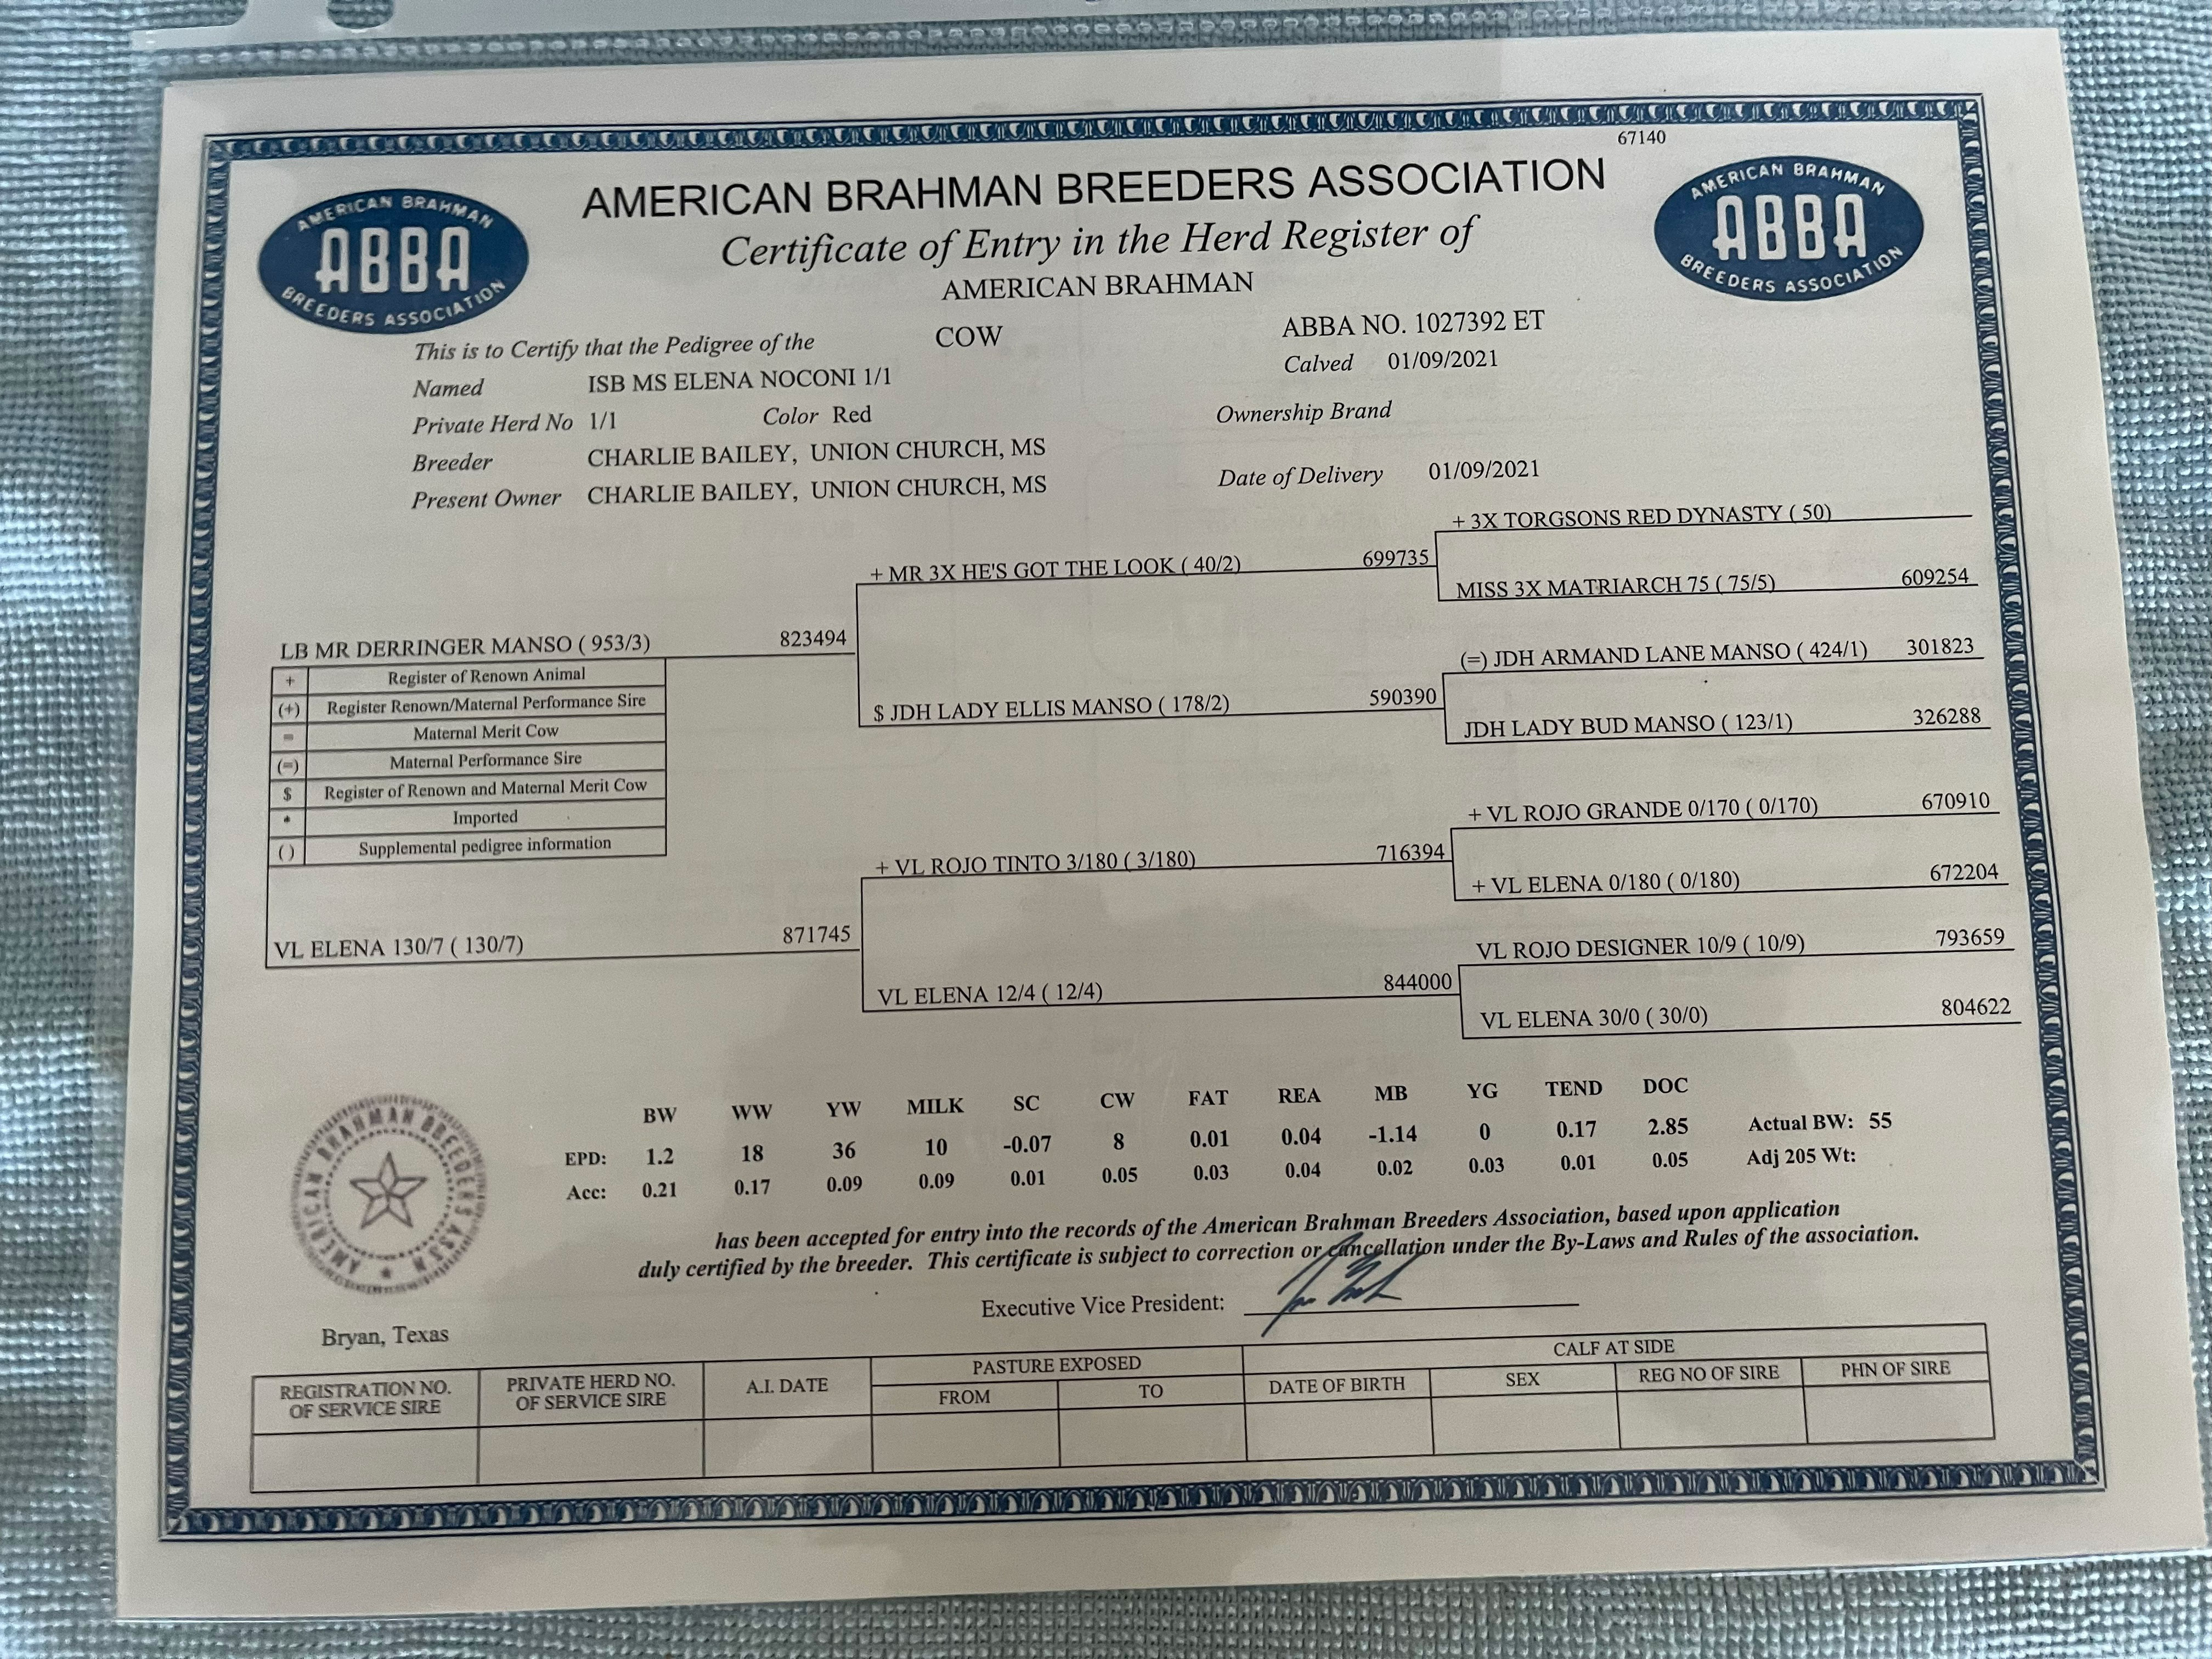 67140
AMERICAN BRAHMAN BREEDERS ASSOCIATION
AMERICAN BRAHMAN
ABBA
BREEDERS ASSOCIATION
Certificate of Entry in the Herd Register of
AMERICAN BRAHMAN
AMERICAN BRAHMAN
ABBA
BREEDERS ASSOCIATION
This is to Certify that the Pedigree of the COW ABBA NO. 1027392 ET
Named ISB MS ELENA NOCONI 1/1 Calved 01/09/2021
Private Herd No 1/1 Color Red Ownership Brand
Breeder CHARLIE BAILEY, UNION CHURCH, MS
Present Owner CHARLIE BAILEY, UNION CHURCH, MS Date of Delivery 01/09/2021
+ 3X TORGSONS RED DYNASTY ( 50)
+ MR 3X HE'S GOT THE LOOK ( 40/2) 699735
MISS 3X MATRIARCH 75 ( 75/5) 609254
LB MR DERRINGER MANSO ( 953/3) 823494
(=) JDH ARMAND LANE MANSO ( 424/1) 301823
$ JDH LADY ELLIS MANSO ( 178/2) 590390
JDH LADY BUD MANSO ( 123/1) 326288
+ Register of Renown Animal
(+) Register Renown/Maternal Performance Sire
= Maternal Merit Cow
(=) Maternal Performance Sire
$ Register of Renown and Maternal Merit Cow
* Imported
( ) Supplemental pedigree information
+ VL ROJO GRANDE 0/170 ( 0/170) 670910
+ VL ROJO TINTO 3/180 ( 3/180) 716394
+ VL ELENA 0/180 ( 0/180) 672204
VL ELENA 130/7 ( 130/7) 871745
VL ROJO DESIGNER 10/9 ( 10/9) 793659
VL ELENA 12/4 ( 12/4) 844000
VL ELENA 30/0 ( 30/0) 804622
BW WW YW MILK SC CW FAT REA MB YG TEND DOC
EPD: 1.2 18 36 10 -0.07 8 0.01 0.04 -1.14 0 0.17 2.85 Actual BW: 55
Acc: 0.21 0.17 0.09 0.09 0.01 0.05 0.03 0.04 0.02 0.03 0.01 0.05 Adj 205 Wt:
AMERICAN BRAHMAN BREEDERS ASSN
has been accepted for entry into the records of the American Brahman Breeders Association, based upon application
duly certified by the breeder. This certificate is subject to correction or cancellation under the By-Laws and Rules of the association.
Executive Vice President:
Bryan, Texas
PASTURE EXPOSED CALF AT SIDE
REGISTRATION NO. OF SERVICE SIRE PRIVATE HERD NO. OF SERVICE SIRE A.I. DATE FROM TO DATE OF BIRTH SEX REG NO OF SIRE PHN OF SIRE